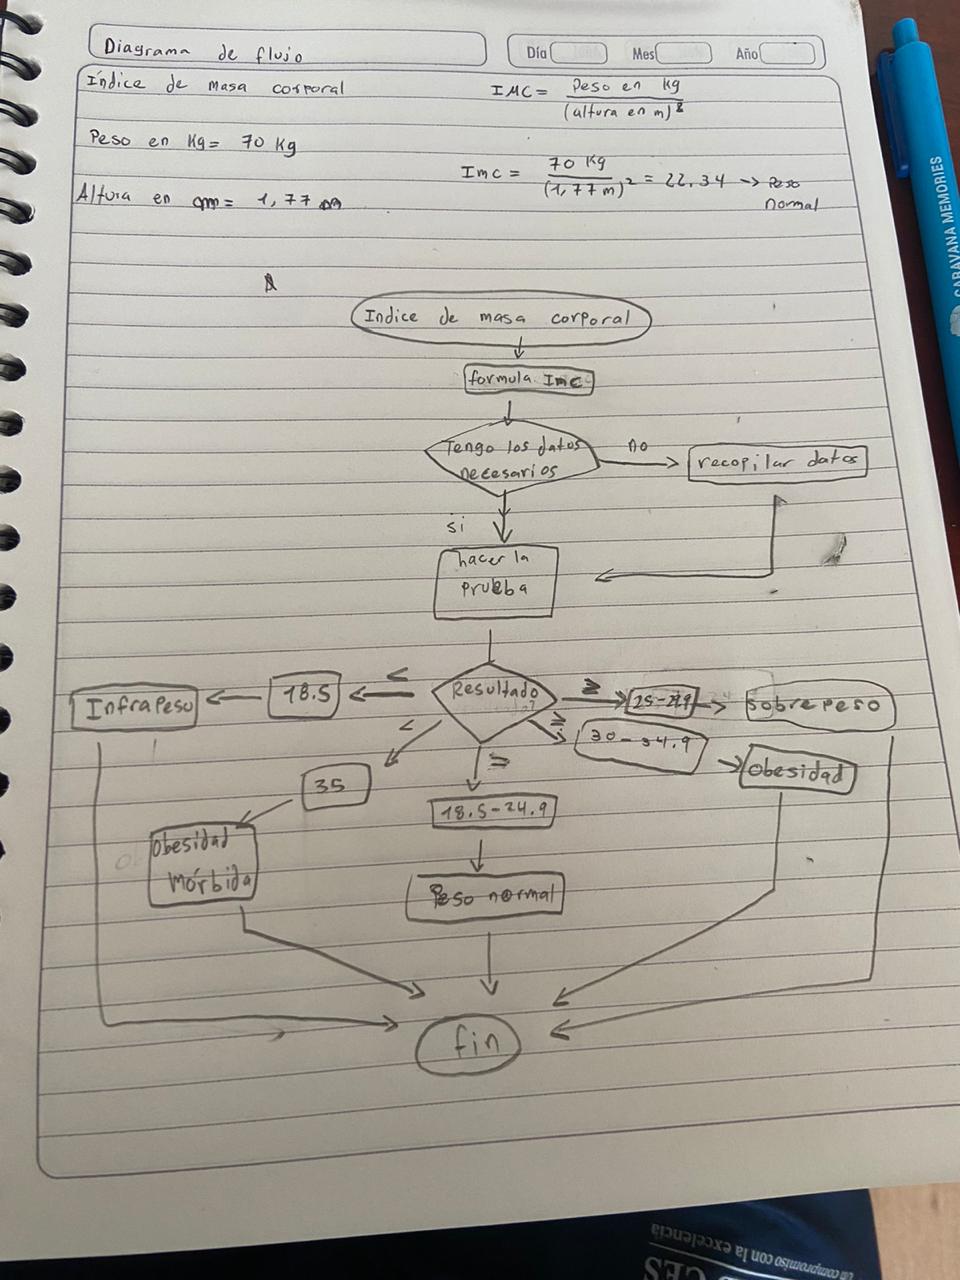 Diagrama de flujo
Día
Mes
Año
Índice de masa corporal
IMC = Peso en kg
(altura en m)²
Peso en Kg = 70 Kg
Imc = 70 Kg
(1,77 m)² = 22.34 → Peso
normal
Altura en m = 1,77 m
Indice de masa corporal
formula Imc
Tengo los datos
necesarios
no
recopilar datos
si
hacer la
prueba
Infrapeso
18.5
<
Resultado
≥
25-29.9
Sobrepeso
<
≥
30-34.9
Obesidad
35
=
18.5-24.9
Obesidad
Mórbida
Peso normal
fin
CARAVANA MEMORIES
un compromiso con la excelencia
CES